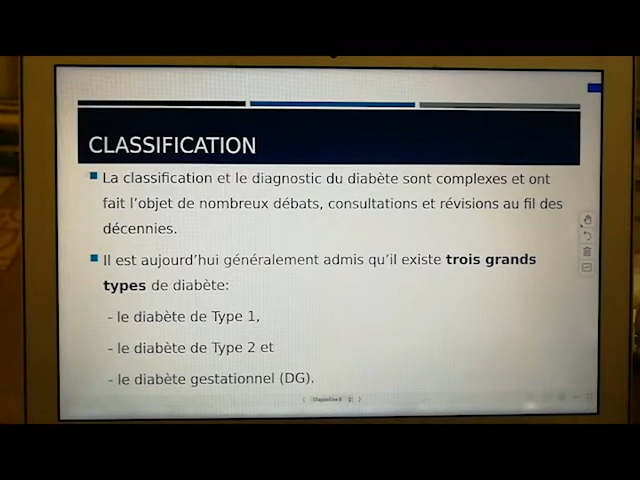 CLASSIFICATION
La classification et le diagnostic du diabète sont complexes et ont
fait l'objet de nombreux débats, consultations et révisions au fil des
décennies.
Il est aujourd'hui généralement admis qu'il existe trois grands
types de diabète:
- le diabète de Type 1,
- le diabète de Type 2 et
- le diabète gestationnel (DG).